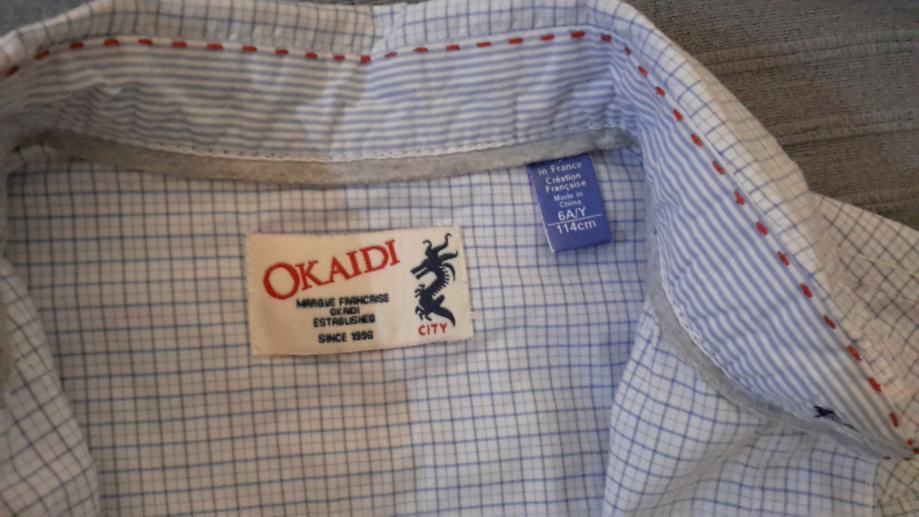 OKAIDI
MARQUE FRANCAISE
OKAIDI
ESTABLISHED
SINCE 1996
CITY
in France
Création
Française
Made in
China
6A/Y
114cm